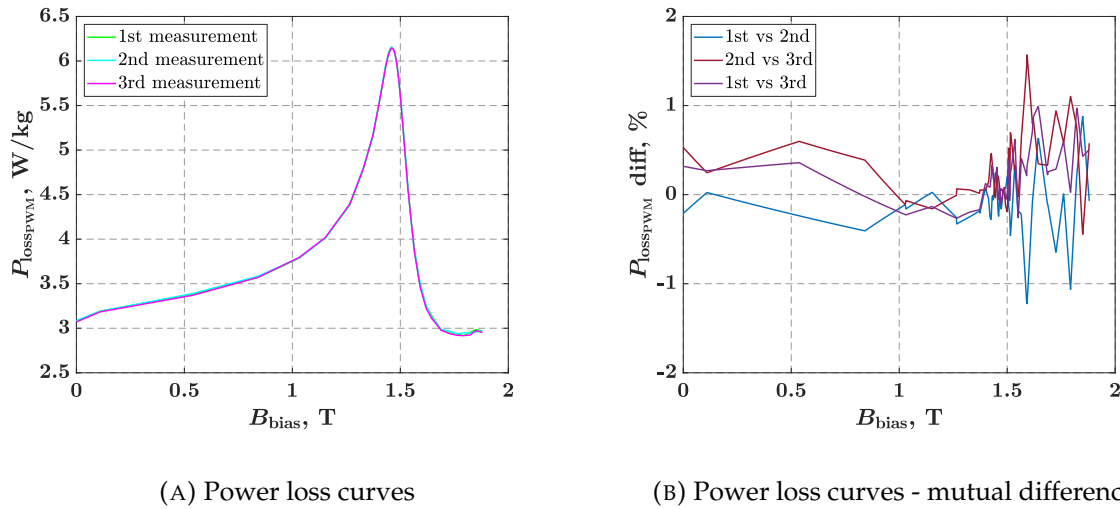 6.5
6
5.5
5
4.5
4
3.5
3
2.5
P_lossPWM, W/kg
1st measurement
2nd measurement
3rd measurement
0 0.5 1 1.5 2
B_bias, T
2
1
0
-1
-2
P_lossPWM diff, %
1st vs 2nd
2nd vs 3rd
1st vs 3rd
0 0.5 1 1.5 2
B_bias, T
(A) Power loss curves
(B) Power loss curves - mutual differenc